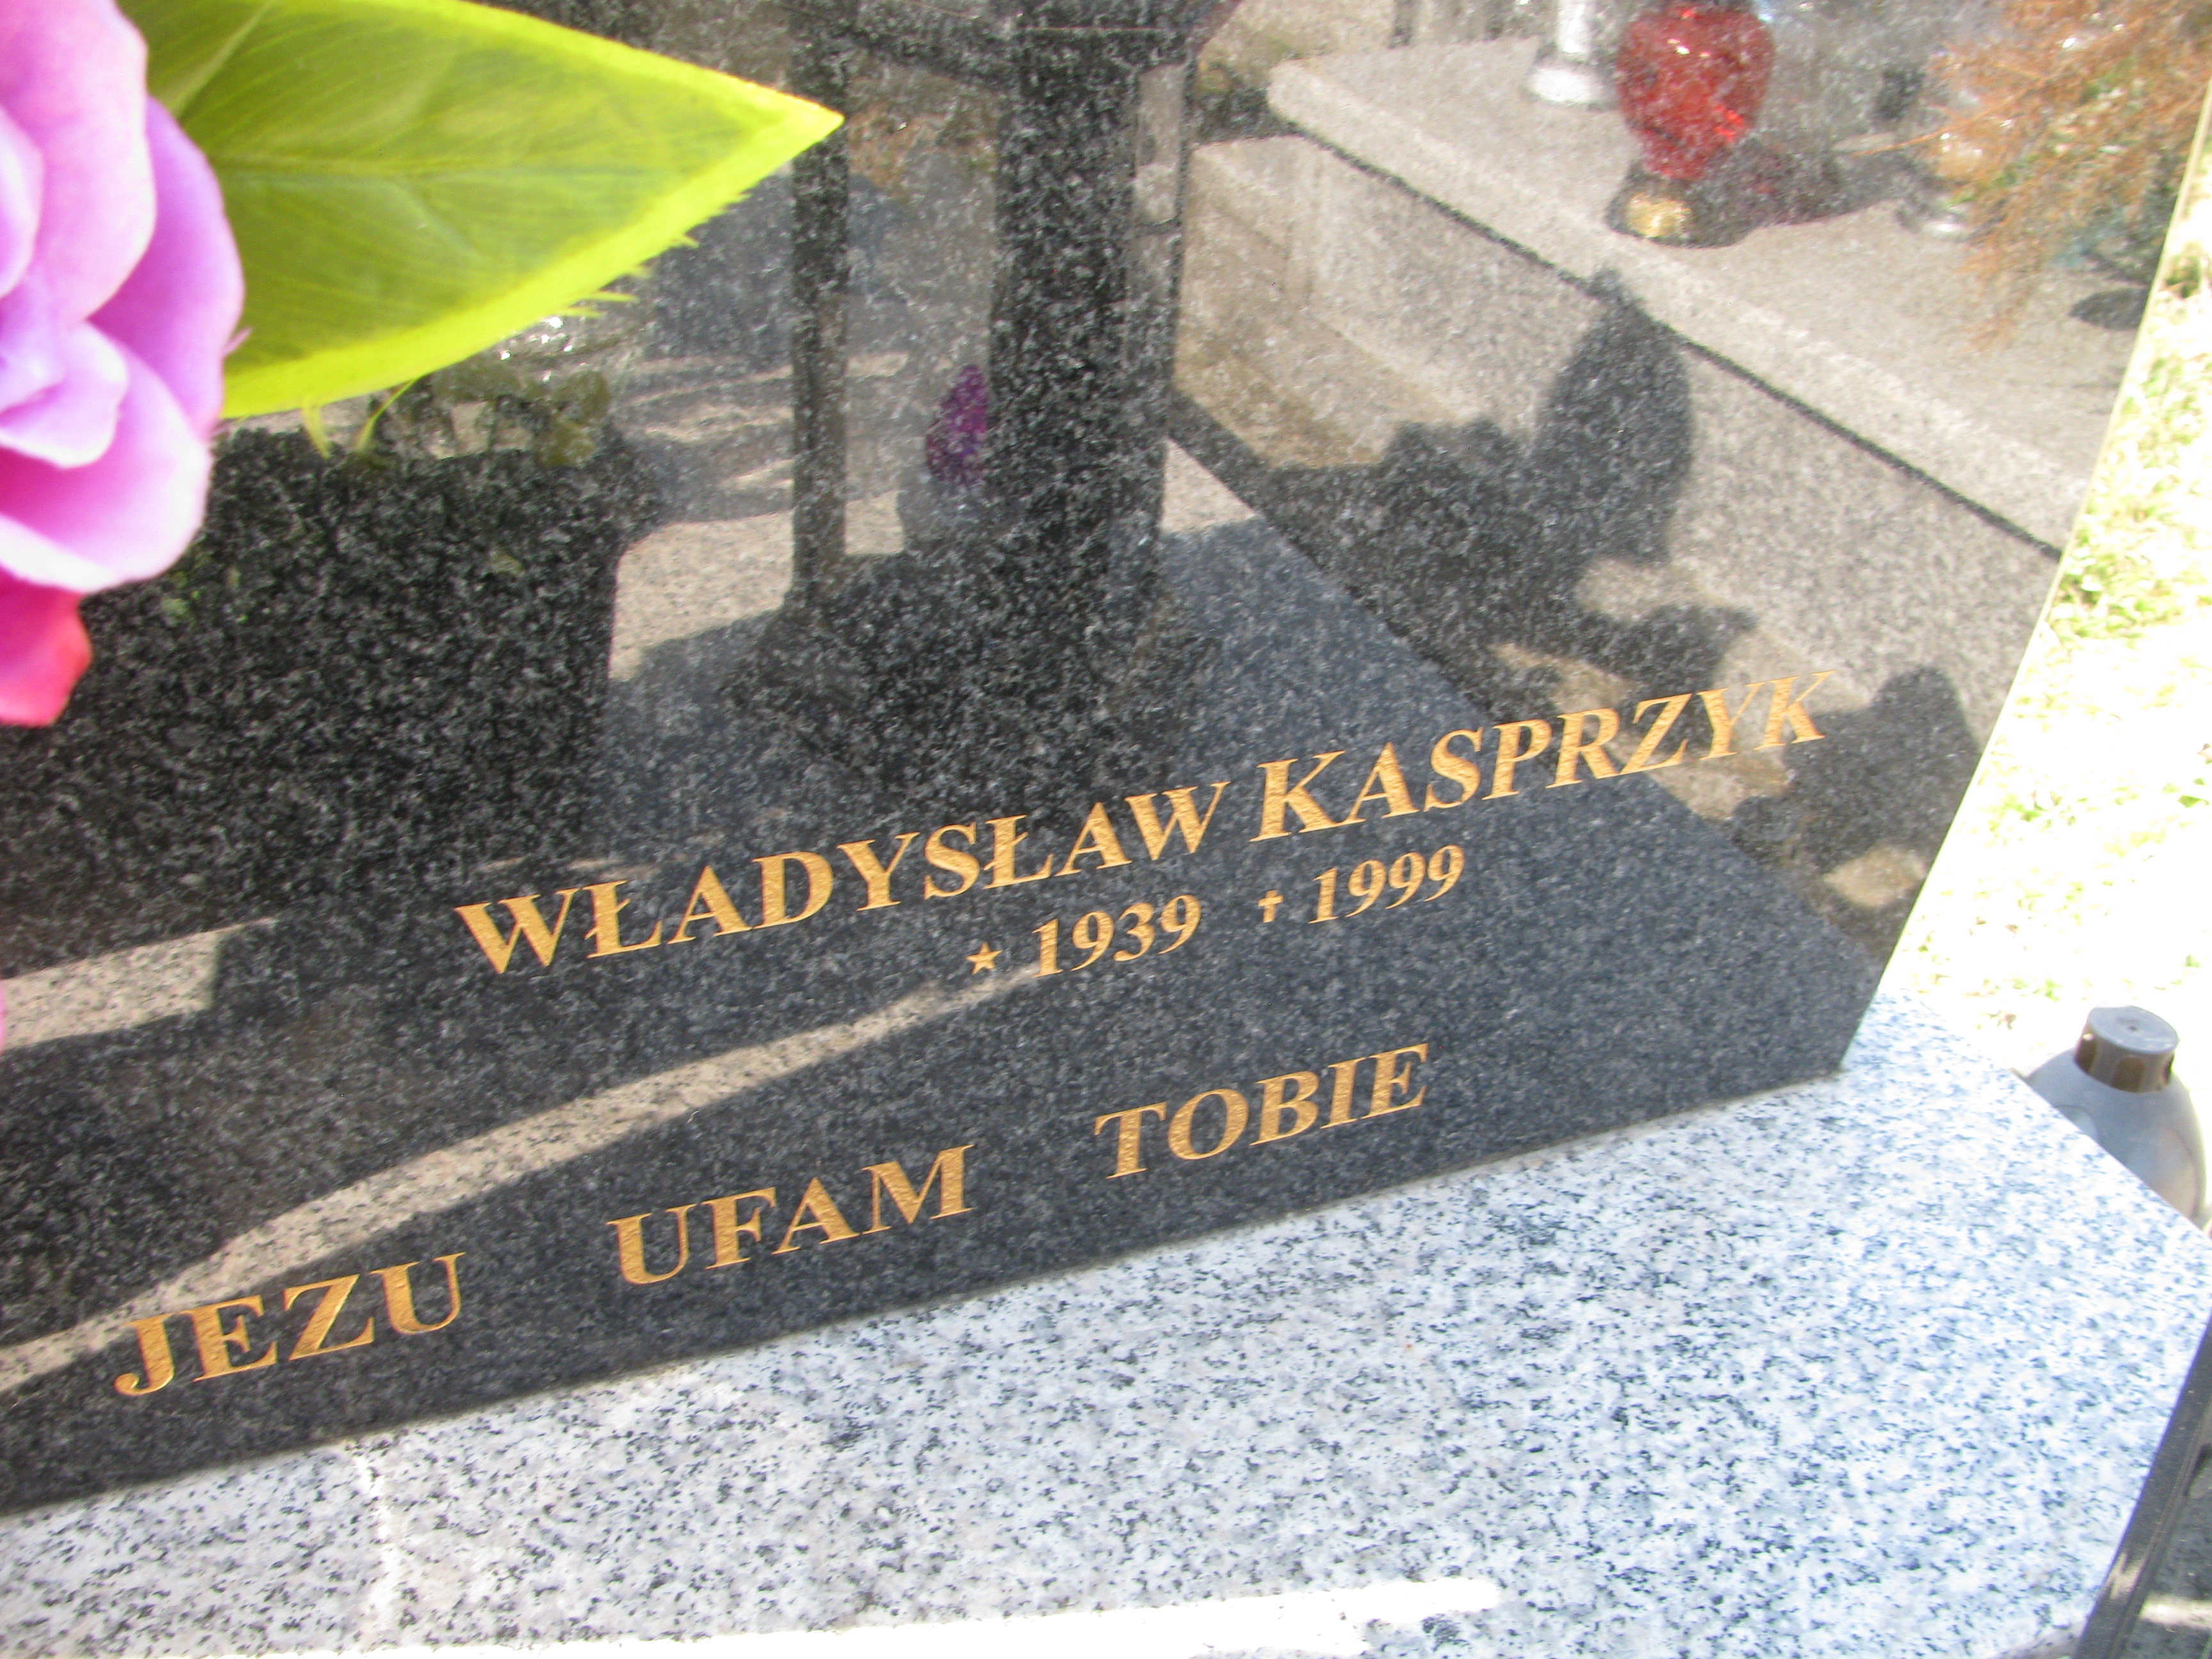 WŁADYSŁAW KASPRZYK
★ 1939 ✝ 1999
JEZU UFAM TOBIE